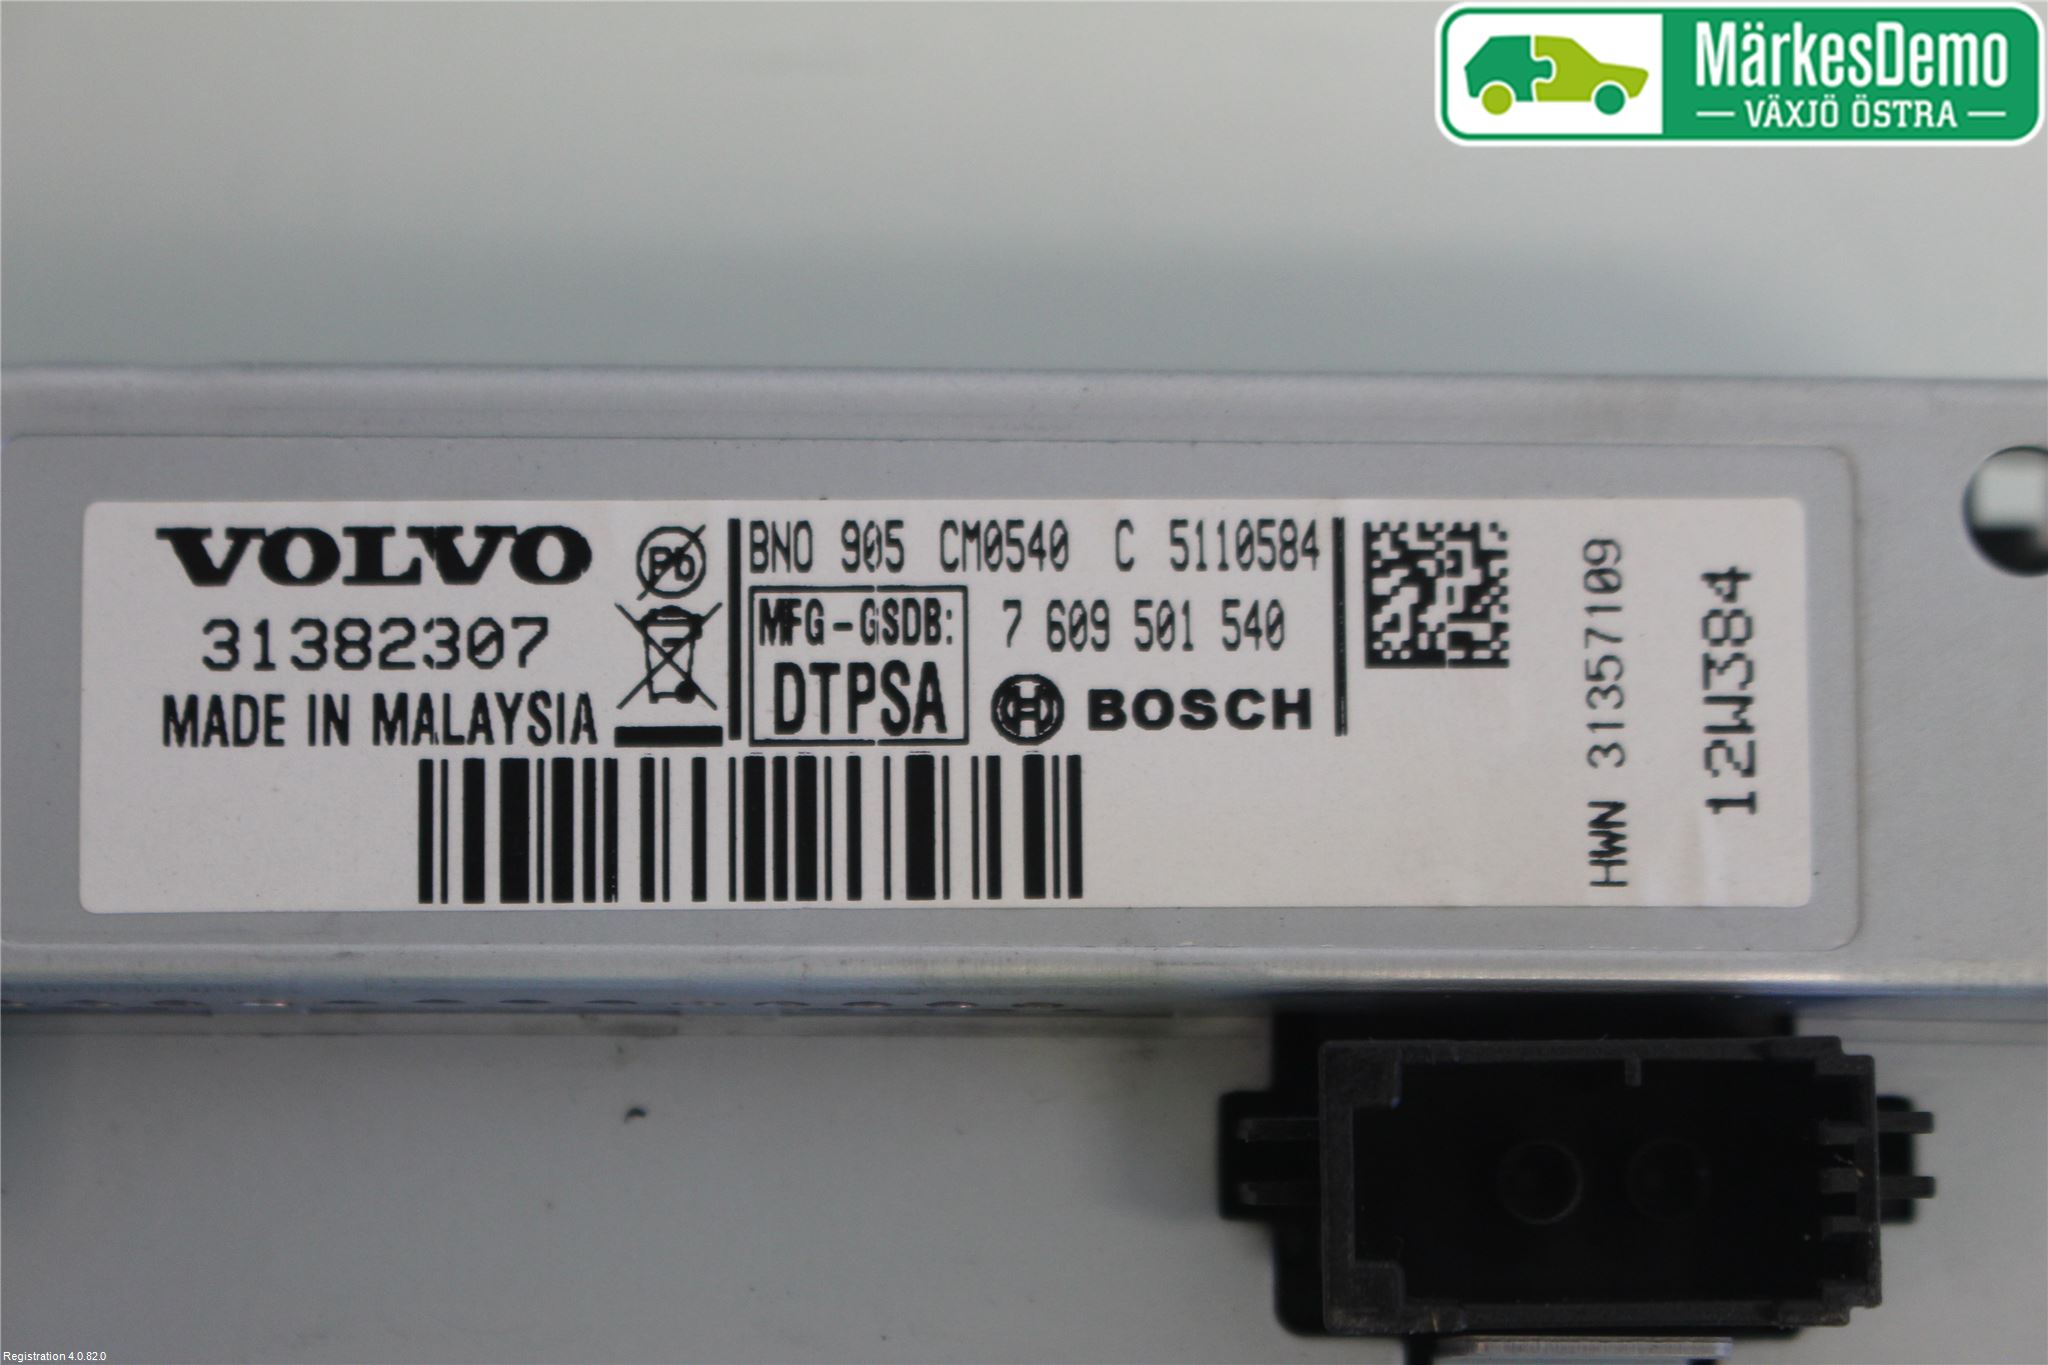 MärkesDemo
VÄXJÖ ÖSTRA
VOLVO
31382307
MADE IN MALAYSIA
Pb
BNO 905 CM0540 C 5110584
MFG-GSDB:
DTPSA
7 609 501 540
BOSCH
HWN 31357109
12W384
Registration 4.0.82.0